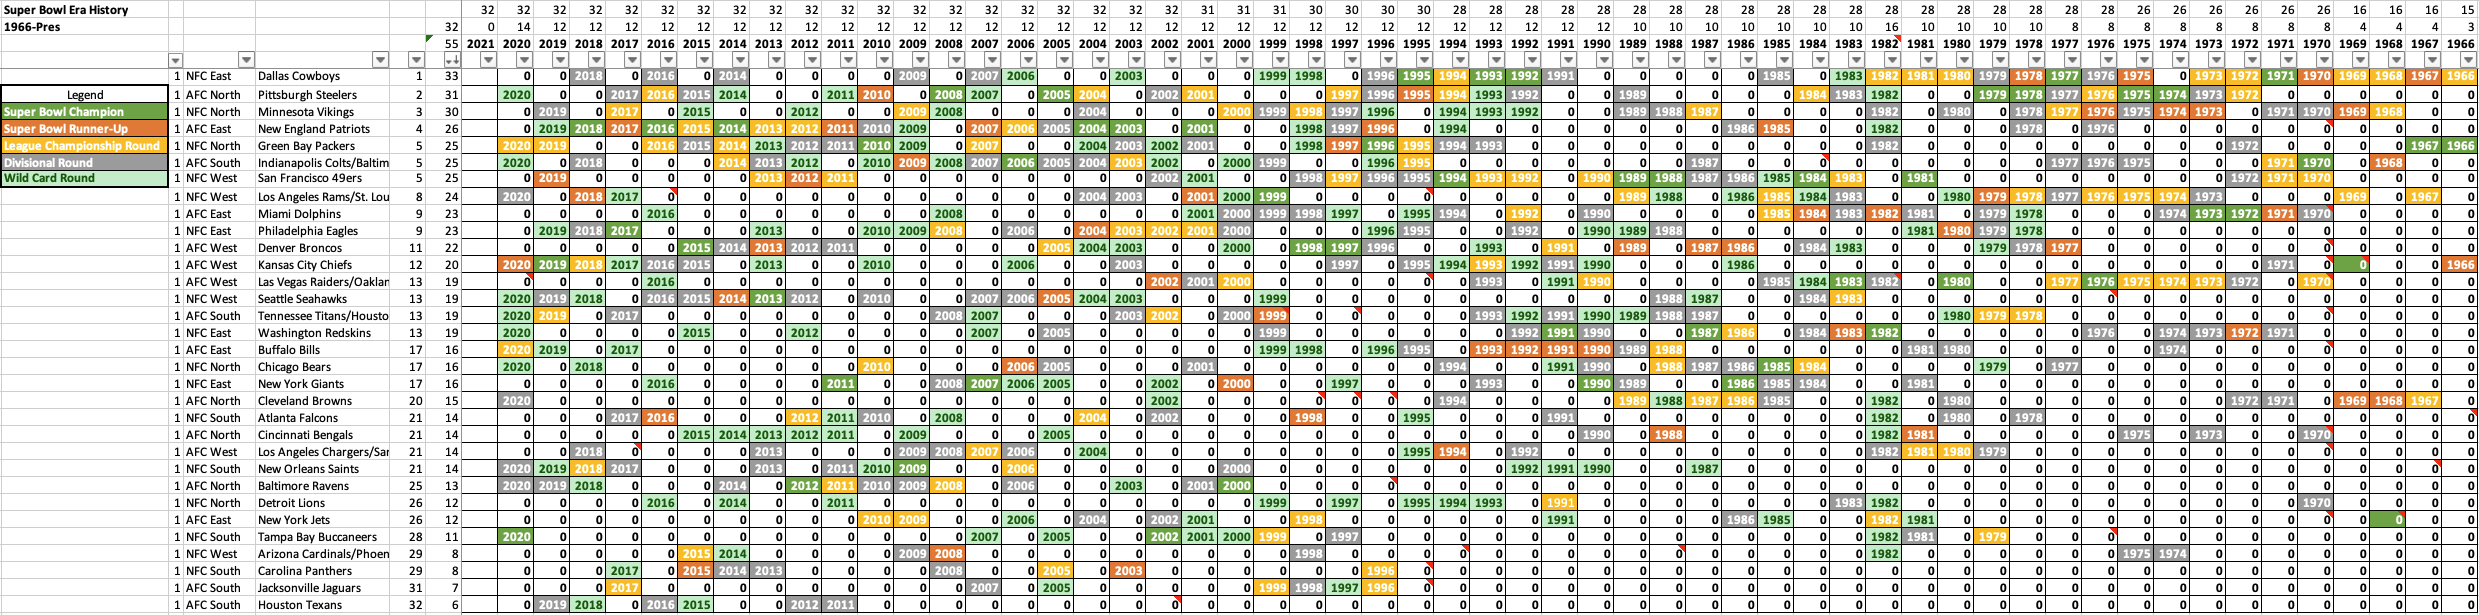 Super Bowl Era History 32 32 32 32 32 32 32 32 32 32 32 32 32 32 32 32 32 32 32 32 31 31 31 30 30 30 30 28 28 28 28 28 28 28 28 28 28 28 28 28 28 28 28 28 28 28 26 26 26 26 26 26 16 16 16 15
1966-Pres 32 0 14 12 12 12 12 12 12 12 12 12 12 12 12 12 12 12 12 12 12 12 12 12 12 12 12 12 12 12 12 12 12 10 10 10 10 10 10 10 16 10 10 10 10 8 8 8 8 8 8 8 8 4 4 4 3
55 2021 2020 2019 2018 2017 2016 2015 2014 2013 2012 2011 2010 2009 2008 2007 2006 2005 2004 2003 2002 2001 2000 1999 1998 1997 1996 1995 1994 1993 1992 1991 1990 1989 1988 1987 1986 1985 1984 1983 1982 1981 1980 1979 1978 1977 1976 1975 1974 1973 1972 1971 1970 1969 1968 1967 1966
1 NFC East Dallas Cowboys 1 33 0 0 2018 0 2016 0 2014 0 0 0 0 2009 0 2007 2006 0 0 2003 0 0 0 1999 1998 0 1996 1995 1994 1993 1992 1991 0 0 0 0 0 1985 0 1983 1982 1981 1980 1979 1978 1977 1976 1975 0 1973 1972 1971 1970 1969 1968 1967 1966
Legend 1 AFC North Pittsburgh Steelers 2 31 2020 0 0 2017 2016 2015 2014 0 0 2011 2010 0 2008 2007 0 2005 2004 0 2002 2001 0 0 0 1997 1996 1995 1994 1993 1992 0 0 1989 0 0 0 0 1984 1983 1982 0 0 1979 1978 1977 1976 1975 1974 1973 1972 0 0 0 0 0 0
Super Bowl Champion 1 NFC North Minnesota Vikings 3 30 0 2019 0 2017 0 2015 0 0 2012 0 0 2009 2008 0 0 0 2004 0 0 0 2000 1999 1998 1997 1996 0 1994 1993 1992 0 0 1989 1988 1987 0 0 0 0 1982 0 1980 0 1978 1977 1976 1975 1974 1973 0 1971 1970 1969 1968 0 0
Super Bowl Runner-Up 1 AFC East New England Patriots 4 26 0 2019 2018 2017 2016 2015 2014 2013 2012 2011 2010 2009 0 2007 2006 2005 2004 2003 0 2001 0 0 1998 1997 1996 0 1994 0 0 0 0 0 0 0 1986 1985 0 0 1982 0 0 0 1978 0 1976 0 0 0 0 0 0 0 0 0 0
League Championship Round 1 NFC North Green Bay Packers 5 25 2020 2019 0 0 2016 2015 2014 2013 2012 2011 2010 2009 0 2007 0 0 2004 2003 2002 2001 0 0 1998 1997 1996 1995 1994 1993 0 0 0 0 0 0 0 0 0 0 1982 0 0 0 0 0 0 0 0 0 1972 0 0 0 0 1967 1966
Divisional Round 1 AFC South Indianapolis Colts/Baltim 5 25 2020 0 2018 0 0 0 2014 2013 2012 0 2010 2009 2008 2007 2006 2005 2004 2003 2002 0 2000 1999 0 0 1996 1995 0 0 0 0 0 0 0 1987 0 0 0 0 0 0 0 0 0 1977 1976 1975 0 0 0 1971 1970 0 1968 0 0
Wild Card Round 1 NFC West San Francisco 49ers 5 25 0 2019 0 0 0 0 0 2013 2012 2011 0 0 0 0 0 0 0 0 2002 2001 0 0 1998 1997 1996 1995 1994 1993 1992 0 1990 1989 1988 1987 1986 1985 1984 1983 0 1981 0 0 0 0 0 0 0 0 1972 1971 1970 0 0 0 0
1 NFC West Los Angeles Rams/St. Lou 8 24 2020 0 2018 2017 0 0 0 0 0 0 0 0 0 0 0 0 2004 2003 0 2001 2000 1999 0 0 0 0 0 0 0 0 0 1989 1988 0 1986 1985 1984 1983 0 0 1980 1979 1978 1977 1976 1975 1974 1973 0 0 0 1969 0 1967 0
1 AFC East Miami Dolphins 9 23 0 0 0 0 2016 0 0 0 0 0 0 0 2008 0 0 0 0 0 0 2001 2000 1999 1998 1997 0 1995 1994 0 1992 0 1990 0 0 0 0 1985 1984 1983 1982 1981 0 1979 1978 0 0 0 1974 1973 1972 1971 1970 0 0 0 0
1 NFC East Philadelphia Eagles 9 23 0 2019 2018 2017 0 0 0 2013 0 0 2010 2009 2008 0 2006 0 2004 2003 2002 2001 2000 0 0 0 1996 1995 0 0 1992 0 1990 1989 1988 0 0 0 0 0 0 1981 1980 1979 1978 0 0 0 0 0 0 0 0 0 0 0 0
1 AFC West Denver Broncos 11 22 0 0 0 0 0 2015 2014 2013 2012 2011 0 0 0 0 0 2005 2004 2003 0 0 2000 0 1998 1997 1996 0 0 1993 0 1991 0 1989 0 1987 1986 0 1984 1983 0 0 0 1979 1978 1977 0 0 0 0 0 0 0 0 0 0 0
1 AFC West Kansas City Chiefs 12 20 2020 2019 2018 2017 2016 2015 0 2013 0 0 2010 0 0 0 2006 0 0 2003 0 0 0 0 0 1997 0 1995 1994 1993 1992 1991 1990 0 0 0 1986 0 0 0 0 0 0 0 0 0 0 0 0 0 0 1971 0 0 0 0 1966
1 AFC West Las Vegas Raiders/Oaklan 13 19 0 0 0 0 2016 0 0 0 0 0 0 0 0 0 0 0 0 0 2002 2001 2000 0 0 0 0 0 0 1993 0 1991 1990 0 0 0 0 1985 1984 1983 1982 0 1980 0 0 1977 1976 1975 1974 1973 1972 0 1970 0 0 0 0
1 NFC West Seattle Seahawks 13 19 2020 2019 2018 0 2016 2015 2014 2013 2012 0 2010 0 0 2007 2006 2005 2004 2003 0 0 0 1999 0 0 0 0 0 0 0 0 0 0 1988 1987 0 0 1984 1983 0 0 0 0 0 0 0 0 0 0 0 0 0 0 0 0 0
1 AFC South Tennessee Titans/Housto 13 19 2020 2019 0 2017 0 0 0 0 0 0 0 0 2008 2007 0 0 0 2003 2002 0 2000 1999 0 0 0 0 0 1993 1992 1991 1990 1989 1988 1987 0 0 0 0 0 0 1980 1979 1978 0 0 0 0 0 0 0 0 0 0 0 0
1 NFC East Washington Redskins 13 19 2020 0 0 0 0 2015 0 0 2012 0 0 0 0 2007 0 2005 0 0 0 0 0 1999 0 0 0 0 0 0 1992 1991 1990 0 0 1987 1986 0 1984 1983 1982 0 0 0 0 0 1976 0 1974 1973 1972 1971 0 0 0 0 0
1 AFC East Buffalo Bills 17 16 2020 2019 0 2017 0 0 0 0 0 0 0 0 0 0 0 0 0 0 0 0 0 1999 1998 0 1996 1995 0 1993 1992 1991 1990 1989 1988 0 0 0 0 0 0 1981 1980 0 0 0 0 0 1974 0 0 0 0 0 0 0 0
1 NFC North Chicago Bears 17 16 2020 0 2018 0 0 0 0 0 0 0 2010 0 0 0 2006 2005 0 0 0 2001 0 0 0 0 0 0 1994 0 0 1991 1990 0 1988 1987 1986 1985 1984 0 0 0 0 1979 0 1977 0 0 0 0 0 0 0 0 0 0 0
1 NFC East New York Giants 17 16 0 0 0 0 2016 0 0 0 0 2011 0 0 2008 2007 2006 2005 0 0 2002 0 2000 0 0 1997 0 0 0 1993 0 0 1990 1989 0 0 1986 1985 1984 0 0 1981 0 0 0 0 0 0 0 0 0 0 0 0 0 0 0
1 AFC North Cleveland Browns 20 15 2020 0 0 0 0 0 0 0 0 0 0 0 0 0 0 0 0 0 2002 0 0 0 0 0 0 0 1994 0 0 0 0 1989 1988 1987 1986 1985 0 0 1982 0 1980 0 0 0 0 0 0 0 1972 1971 0 1969 1968 1967 0
1 NFC South Atlanta Falcons 21 14 0 0 0 2017 2016 0 0 0 2012 2011 2010 0 2008 0 0 0 2004 0 2002 0 0 0 1998 0 0 1995 0 0 0 1991 0 0 0 0 0 0 0 0 1982 0 1980 0 1978 0 0 0 0 0 0 0 0 0 0 0 0
1 AFC North Cincinnati Bengals 21 14 0 0 0 0 0 2015 2014 2013 2012 2011 0 2009 0 0 0 2005 0 0 0 0 0 0 0 0 0 0 0 0 0 0 1990 0 1988 0 0 0 0 0 1982 1981 0 0 0 0 0 1975 0 1973 0 0 1970 0 0 0 0
1 AFC West Los Angeles Chargers/Sar 21 14 0 0 2018 0 0 0 0 2013 0 0 0 2009 2008 2007 2006 0 2004 0 0 0 0 0 0 0 0 1995 1994 0 1992 0 0 0 0 0 0 0 0 0 1982 1981 1980 1979 0 0 0 0 0 0 0 0 0 0 0 0 0
1 NFC South New Orleans Saints 21 14 2020 2019 2018 2017 0 0 0 2013 0 2011 2010 2009 0 0 2006 0 0 0 0 0 2000 0 0 0 0 0 0 0 1992 1991 1990 0 0 1987 0 0 0 0 0 0 0 0 0 0 0 0 0 0 0 0 0 0 0 0 0
1 AFC North Baltimore Ravens 25 13 2020 2019 2018 0 0 0 2014 0 2012 2011 2010 2009 2008 0 2006 0 0 2003 0 2001 2000 0 0 0 0 0 0 0 0 0 0 0 0 0 0 0 0 0 0 0 0 0 0 0 0 0 0 0 0 0 0 0 0 0 0
1 NFC North Detroit Lions 26 12 0 0 0 0 2016 0 2014 0 0 2011 0 0 0 0 0 0 0 0 0 0 0 1999 0 1997 0 1995 1994 1993 0 1991 0 0 0 0 0 0 0 1983 1982 0 0 0 0 0 0 0 0 0 0 0 1970 0 0 0 0
1 AFC East New York Jets 26 12 0 0 0 0 0 0 0 0 0 0 2010 2009 0 0 2006 0 2004 0 2002 2001 0 0 1998 0 0 0 0 0 0 1991 0 0 0 0 1986 1985 0 0 1982 1981 0 0 0 0 0 0 0 0 0 0 0 0 0 0 0
1 NFC South Tampa Bay Buccaneers 28 11 2020 0 0 0 0 0 0 0 0 0 0 0 0 2007 0 2005 0 0 2002 2001 2000 1999 0 1997 0 0 0 0 0 0 0 0 0 0 0 0 0 0 1982 1981 0 1979 0 0 0 0 0 0 0 0 0 0 0 0 0
1 NFC West Arizona Cardinals/Phoen 29 8 0 0 0 0 0 2015 2014 0 0 0 0 2009 2008 0 0 0 0 0 0 0 0 0 1998 0 0 0 0 0 0 0 0 0 0 0 0 0 0 0 1982 0 0 0 0 0 0 1975 1974 0 0 0 0 0 0 0 0
1 NFC South Carolina Panthers 29 8 0 0 0 2017 0 2015 2014 2013 0 0 0 0 2008 0 0 2005 0 2003 0 0 0 0 0 0 1996 0 0 0 0 0 0 0 0 0 0 0 0 0 0 0 0 0 0 0 0 0 0 0 0 0 0 0 0 0 0
1 AFC South Jacksonville Jaguars 31 7 0 0 0 2017 0 0 0 0 0 0 0 0 0 2007 0 2005 0 0 0 0 0 1999 1998 1997 1996 0 0 0 0 0 0 0 0 0 0 0 0 0 0 0 0 0 0 0 0 0 0 0 0 0 0 0 0 0 0
1 AFC South Houston Texans 32 6 0 2019 2018 0 2016 2015 0 0 2012 2011 0 0 0 0 0 0 0 0 0 0 0 0 0 0 0 0 0 0 0 0 0 0 0 0 0 0 0 0 0 0 0 0 0 0 0 0 0 0 0 0 0 0 0 0 0